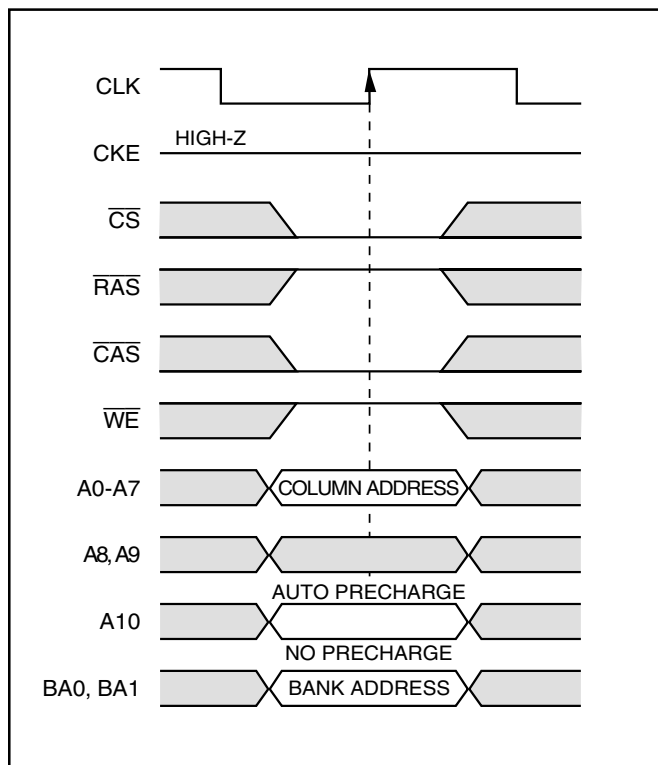 CLK
HIGH-Z
CKE
CS
RAS
CAS
WE
A0-A7 COLUMN ADDRESS
A8, A9
AUTO PRECHARGE
A10
NO PRECHARGE
BA0, BA1 BANK ADDRESS